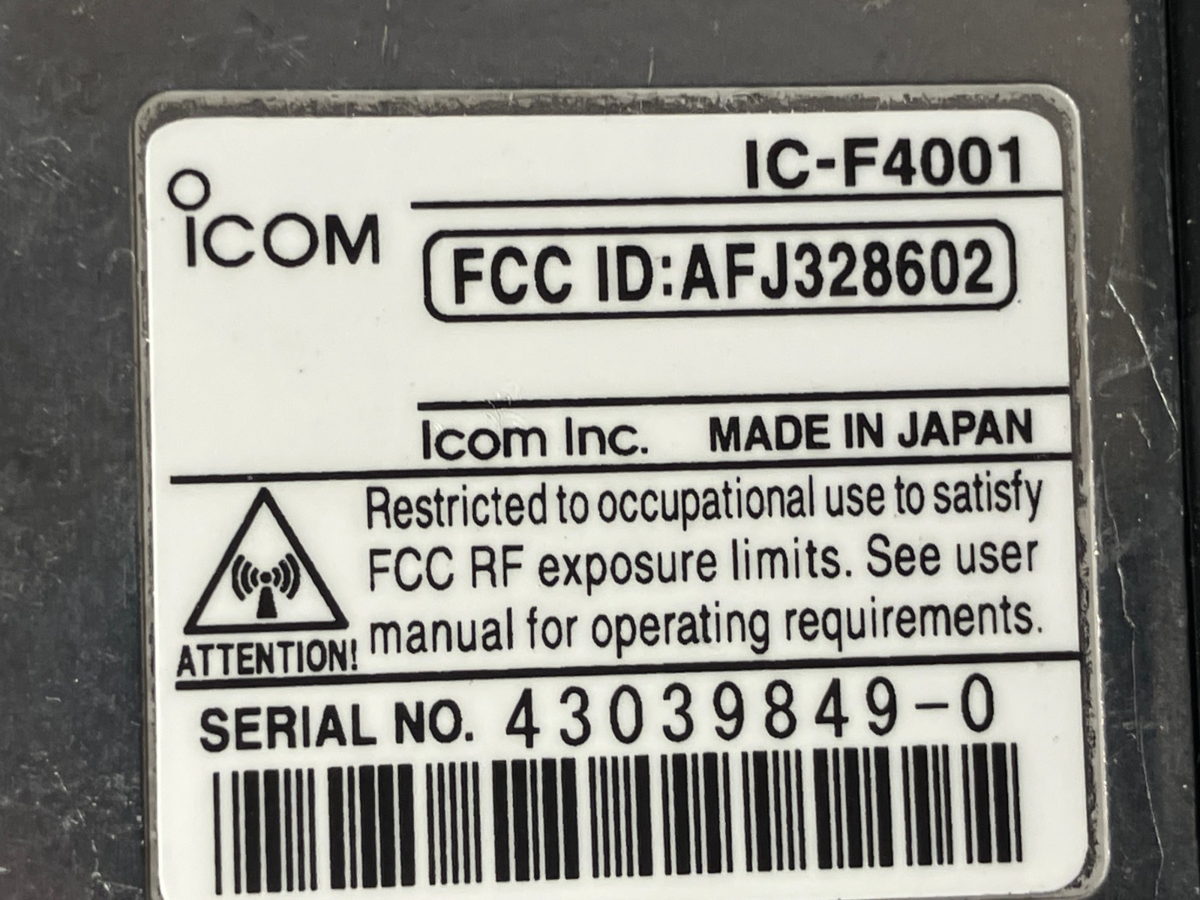 IC-F4001
ICOM
FCC ID:AFJ328602
Icom Inc. MADE IN JAPAN
Restricted to occupational use to satisfy
FCC RF exposure limits. See user
manual for operating requirements.
ATTENTION!
SERIAL NO. 43039849-0